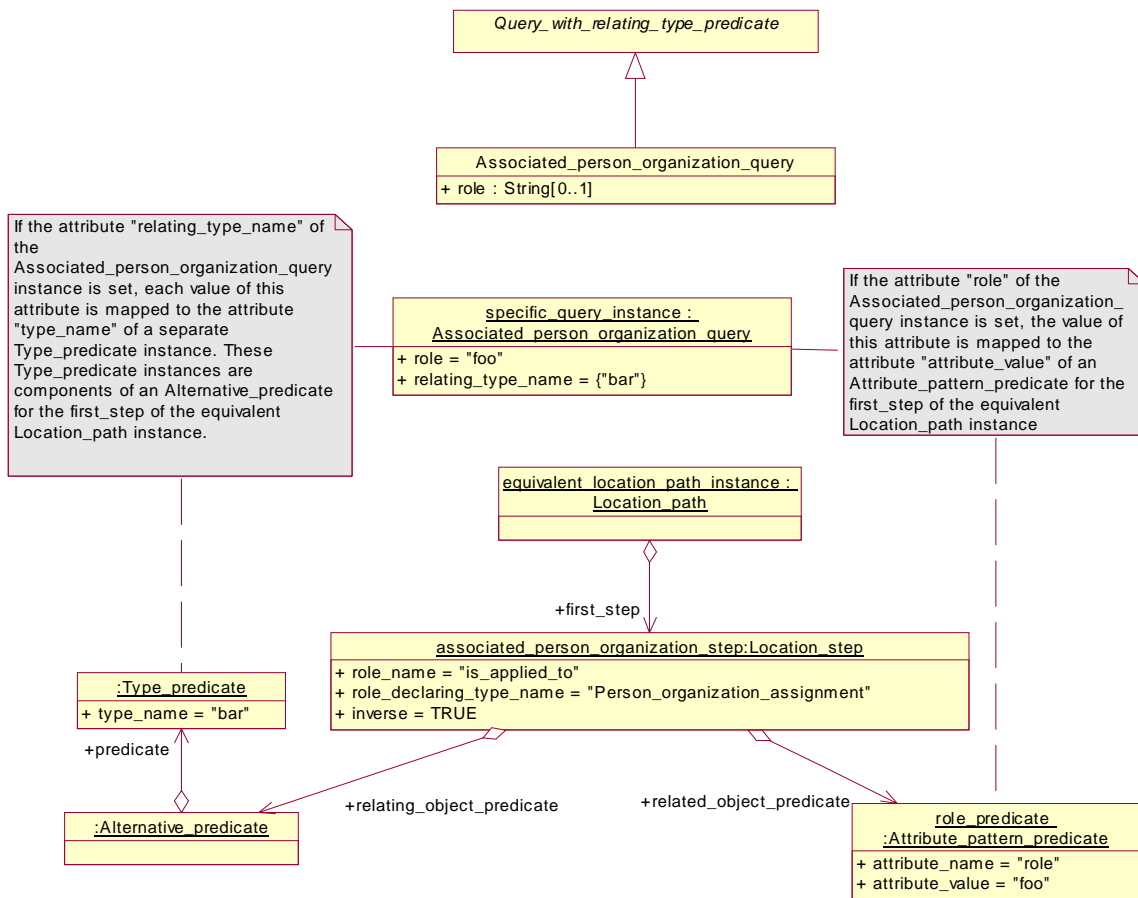 Query_with_relating_type_predicate
Associated_person_organization_query
+ role : String[0..1]
If the attribute "relating_type_name" of
the
Associated_person_organization_query
instance is set, each value of this
attribute is mapped to the attribute
"type_name" of a separate
Type_predicate instance. These
Type_predicate instances are
components of an Alternative_predicate
for the first_step of the equivalent
Location_path instance.
specific_query_instance :
Associated_person_organization_query
+ role = "foo"
+ relating_type_name = {"bar"}
If the attribute "role" of the
Associated_person_organization_
query instance is set, the value of
this attribute is mapped to the
attribute "attribute_value" of an
Attribute_pattern_predicate for the
first_step of the equivalent
Location_path instance
equivalent_location_path_instance :
Location_path
+first_step
associated_person_organization_step:Location_step
+ role_name = "is_applied_to"
+ role_declaring_type_name = "Person_organization_assignment"
+ inverse = TRUE
:Type_predicate
+ type_name = "bar"
+predicate
+relating_object_predicate
+related_object_predicate
:Alternative_predicate
role_predicate
:Attribute_pattern_predicate
+ attribute_name = "role"
+ attribute_value = "foo"